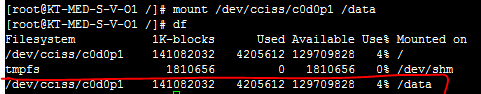 [root@KT-MED-S-V-01 /]# mount /dev/cciss/c0d0p1 /data
[root@KT-MED-S-V-01 /]# df
Filesystem 1K-blocks Used Available Use% Mounted on
/dev/cciss/c0d0p1 141082032 4205612 129709828 4% /
tmpfs 1810656 0 1810656 0% /dev/shm
/dev/cciss/c0d0p1 141082032 4205612 129709828 4% /data